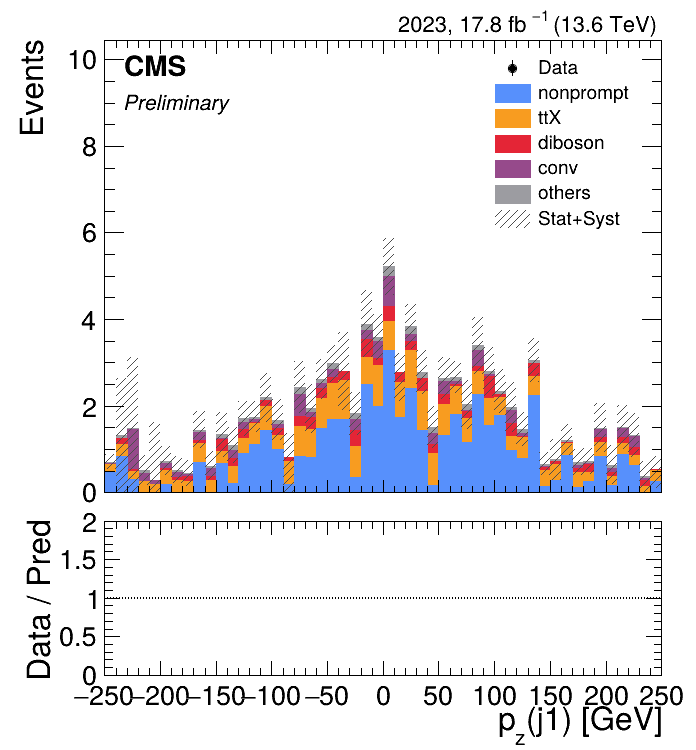 2023, 17.8 fb⁻¹ (13.6 TeV)
Events
10
8
6
4
2
0
CMS
Preliminary
Data
nonprompt
ttX
diboson
conv
others
Stat+Syst
Data / Pred
2
1.5
1
0.5
0
−250 −200 −150 −100 −50 0 50 100 150 200 250
p_z(j1) [GeV]